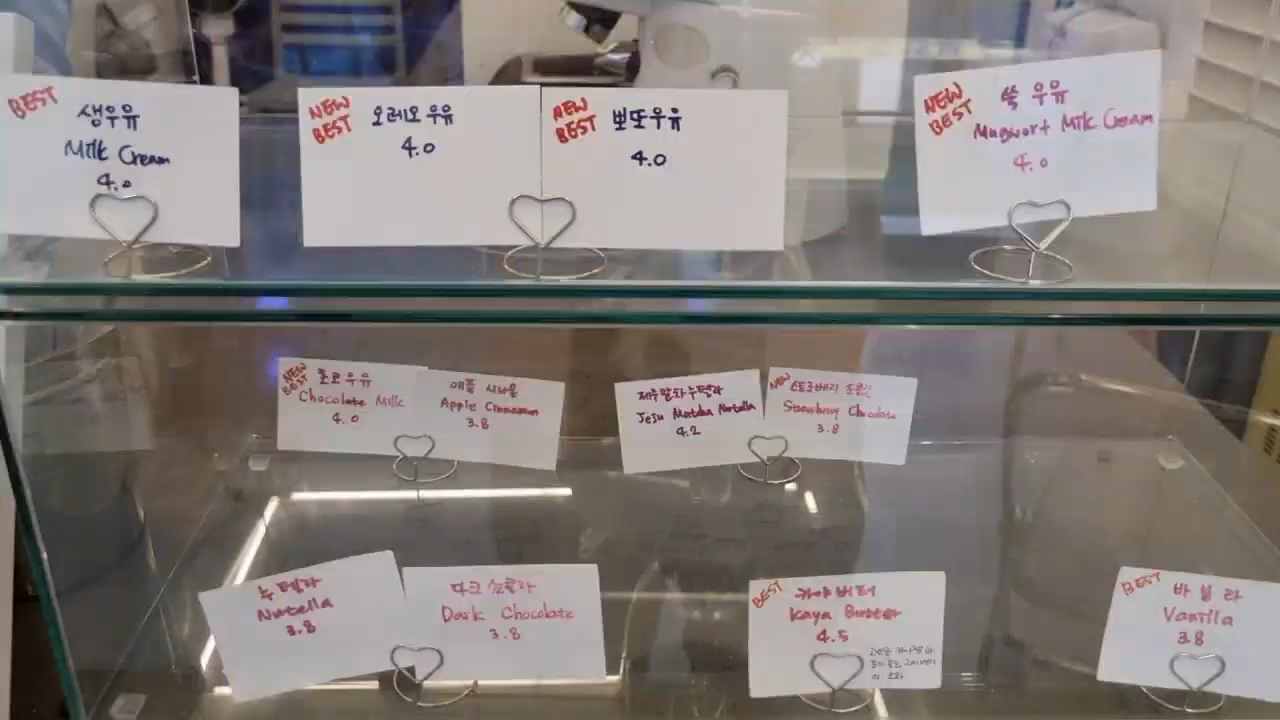 BEST
생우유
Milk Cream
4.0
NEW
BEST
오레오우유
4.0
NEW
BEST
뽀또우유
4.0
NEW
BEST
쑥 우유
Mugwort Milk Cream
4.0
NEW
BEST
초코우유
Chocolate Milk
4.0
애플 시나몬
Apple Cinnamon
3.8
제주말차누텔라
Jeju Matcha Nutella
4.2
NEW
스트로베리 초콜릿
Strawberry Chocolate
3.8
누텔라
Nutella
3.8
다크 쇼콜라
Dark Chocolate
3.8
BEST
카야버터
Kaya Butter
4.5
BEST
바닐라
Vanilla
3.8